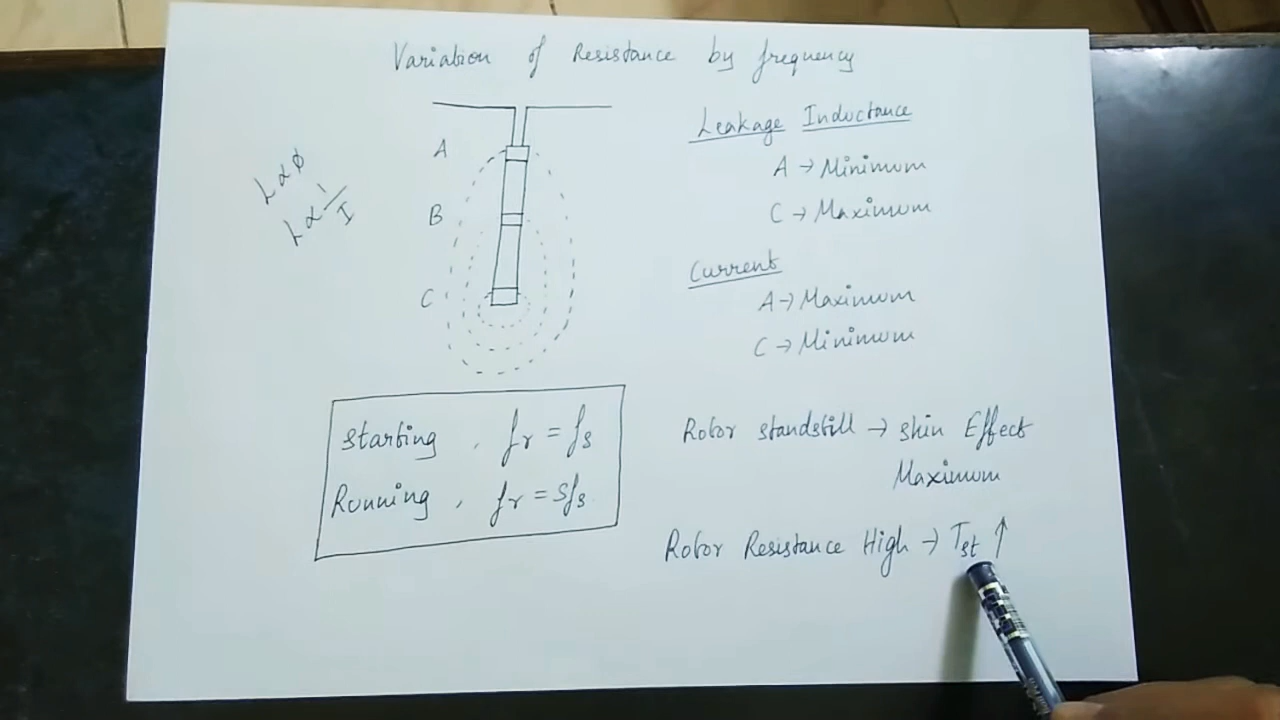 Variation of Resistance by frequency
A
B
C
L α φ
L α 1/I
Leakage Inductance
A → Minimum
C → Maximum
Current
A → Maximum
C → Minimum
Starting , fr = fs
Running , fr = sfs
Rotor standstill → skin Effect
Maximum
Rotor Resistance High → Tst ↑